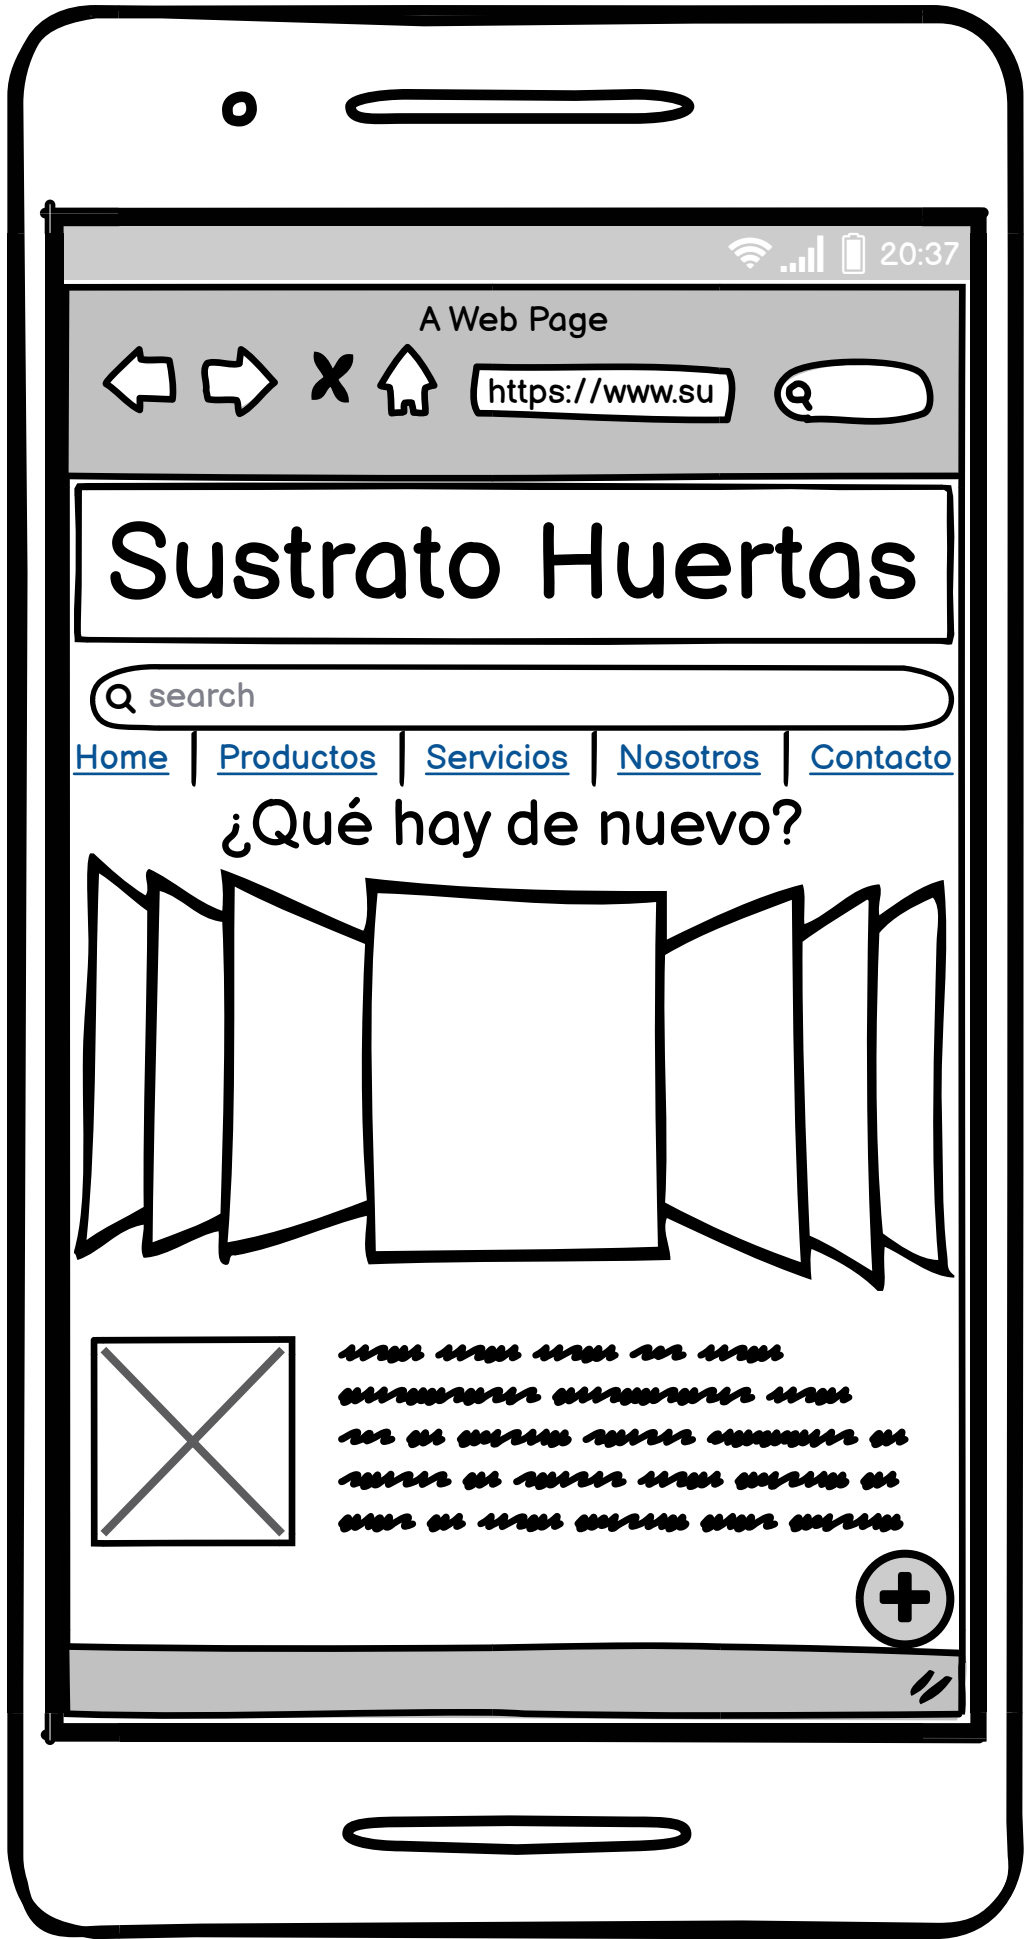 20:37
A Web Page
https://www.su
Sustrato Huertas
search
Home Productos Servicios Nosotros Contacto
¿Qué hay de nuevo?